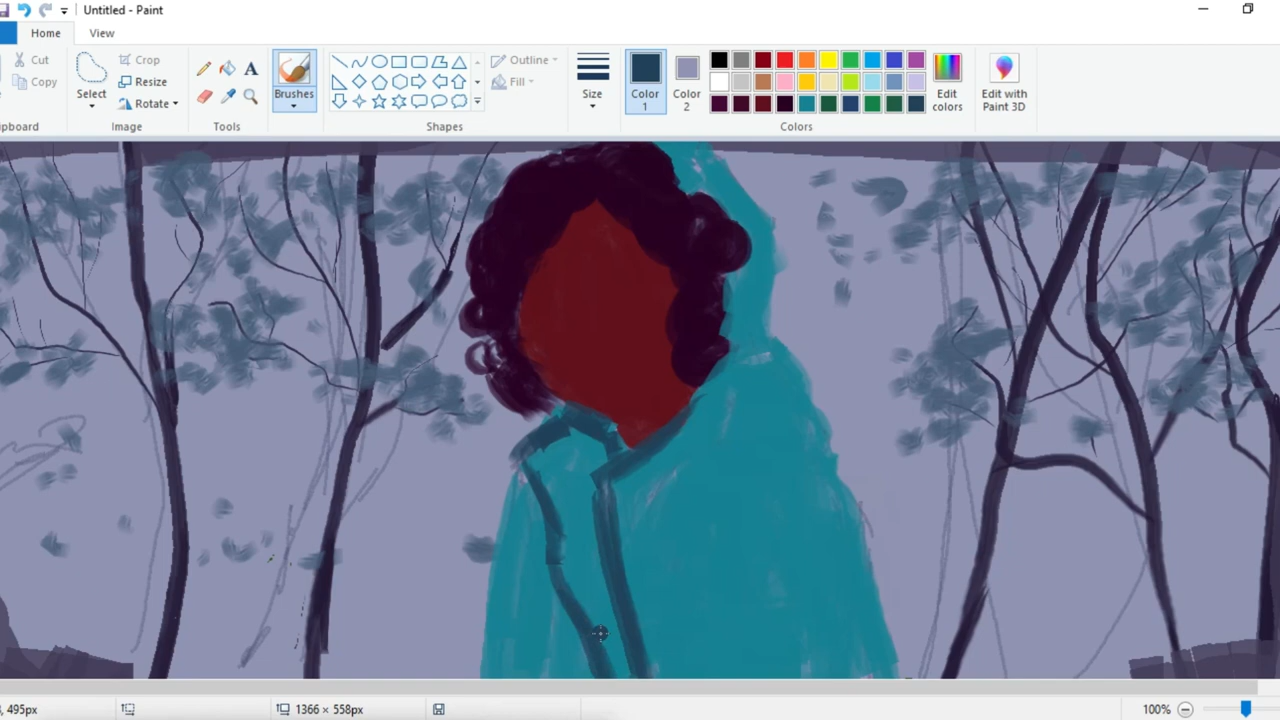 Untitled - Paint
Home View
Cut
Copy
Select
Crop
Resize
Rotate
A
Brushes
Outline
Fill
Size
Color 1
Color 2
Edit colors
Edit with Paint 3D
Image
Tools
Shapes
Colors
495px
1366 × 558px
100%